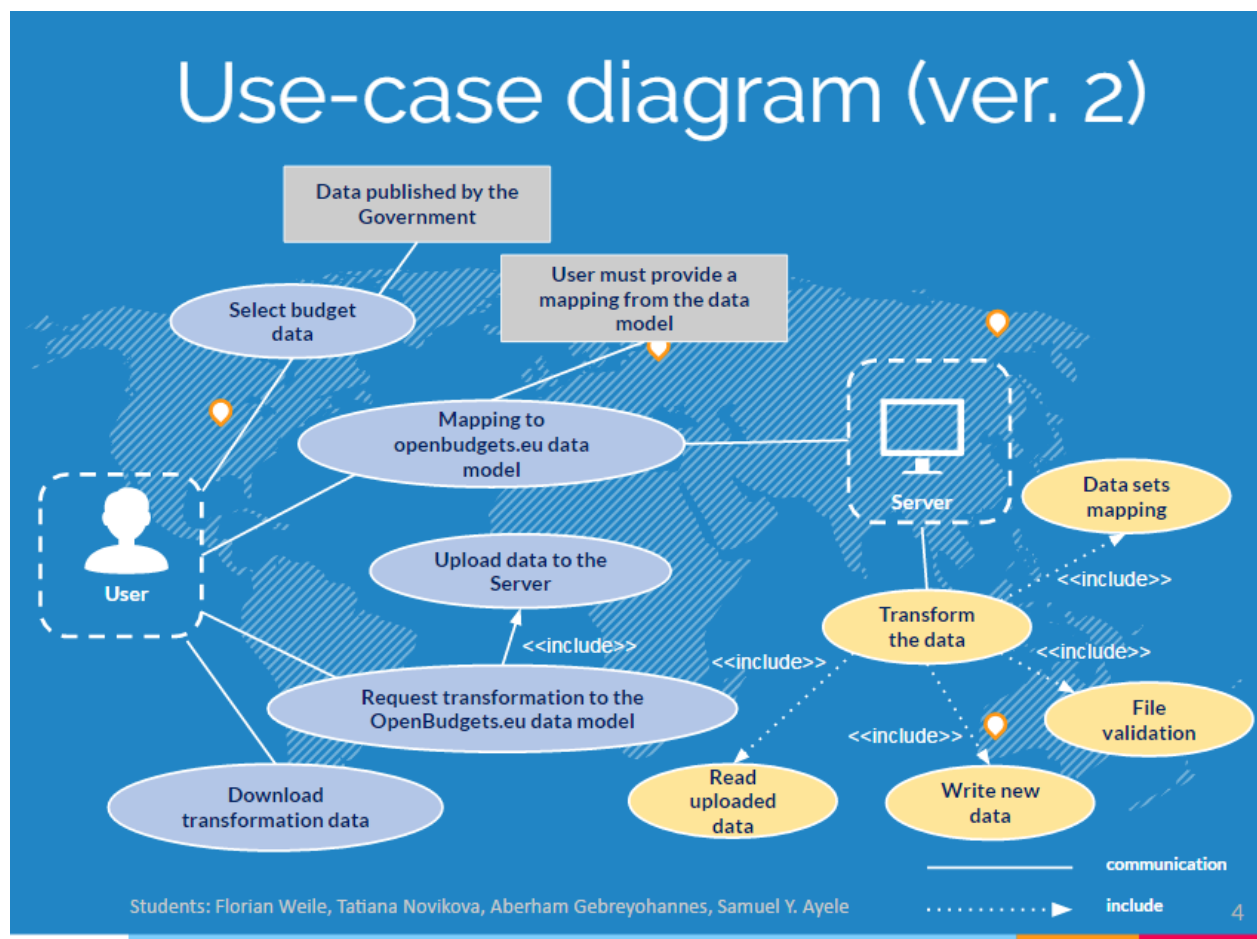 Use-case diagram (ver. 2)
Data published by the
Government
User must provide a
mapping from the data
model
Select budget
data
Mapping to
openbudgets.eu data
model
Server
Data sets
mapping
<<include>>
User
Upload data to the
Server
<<include>>
Transform
the data
<<include>>
<<include>>
Request transformation to the
OpenBudgets.eu data model
File
validation
<<include>>
Download
transformation data
Read
uploaded
data
Write new
data
communication
include
Students: Florian Weile, Tatiana Novikova, Aberham Gebreyohannes, Samuel Y. Ayele
4